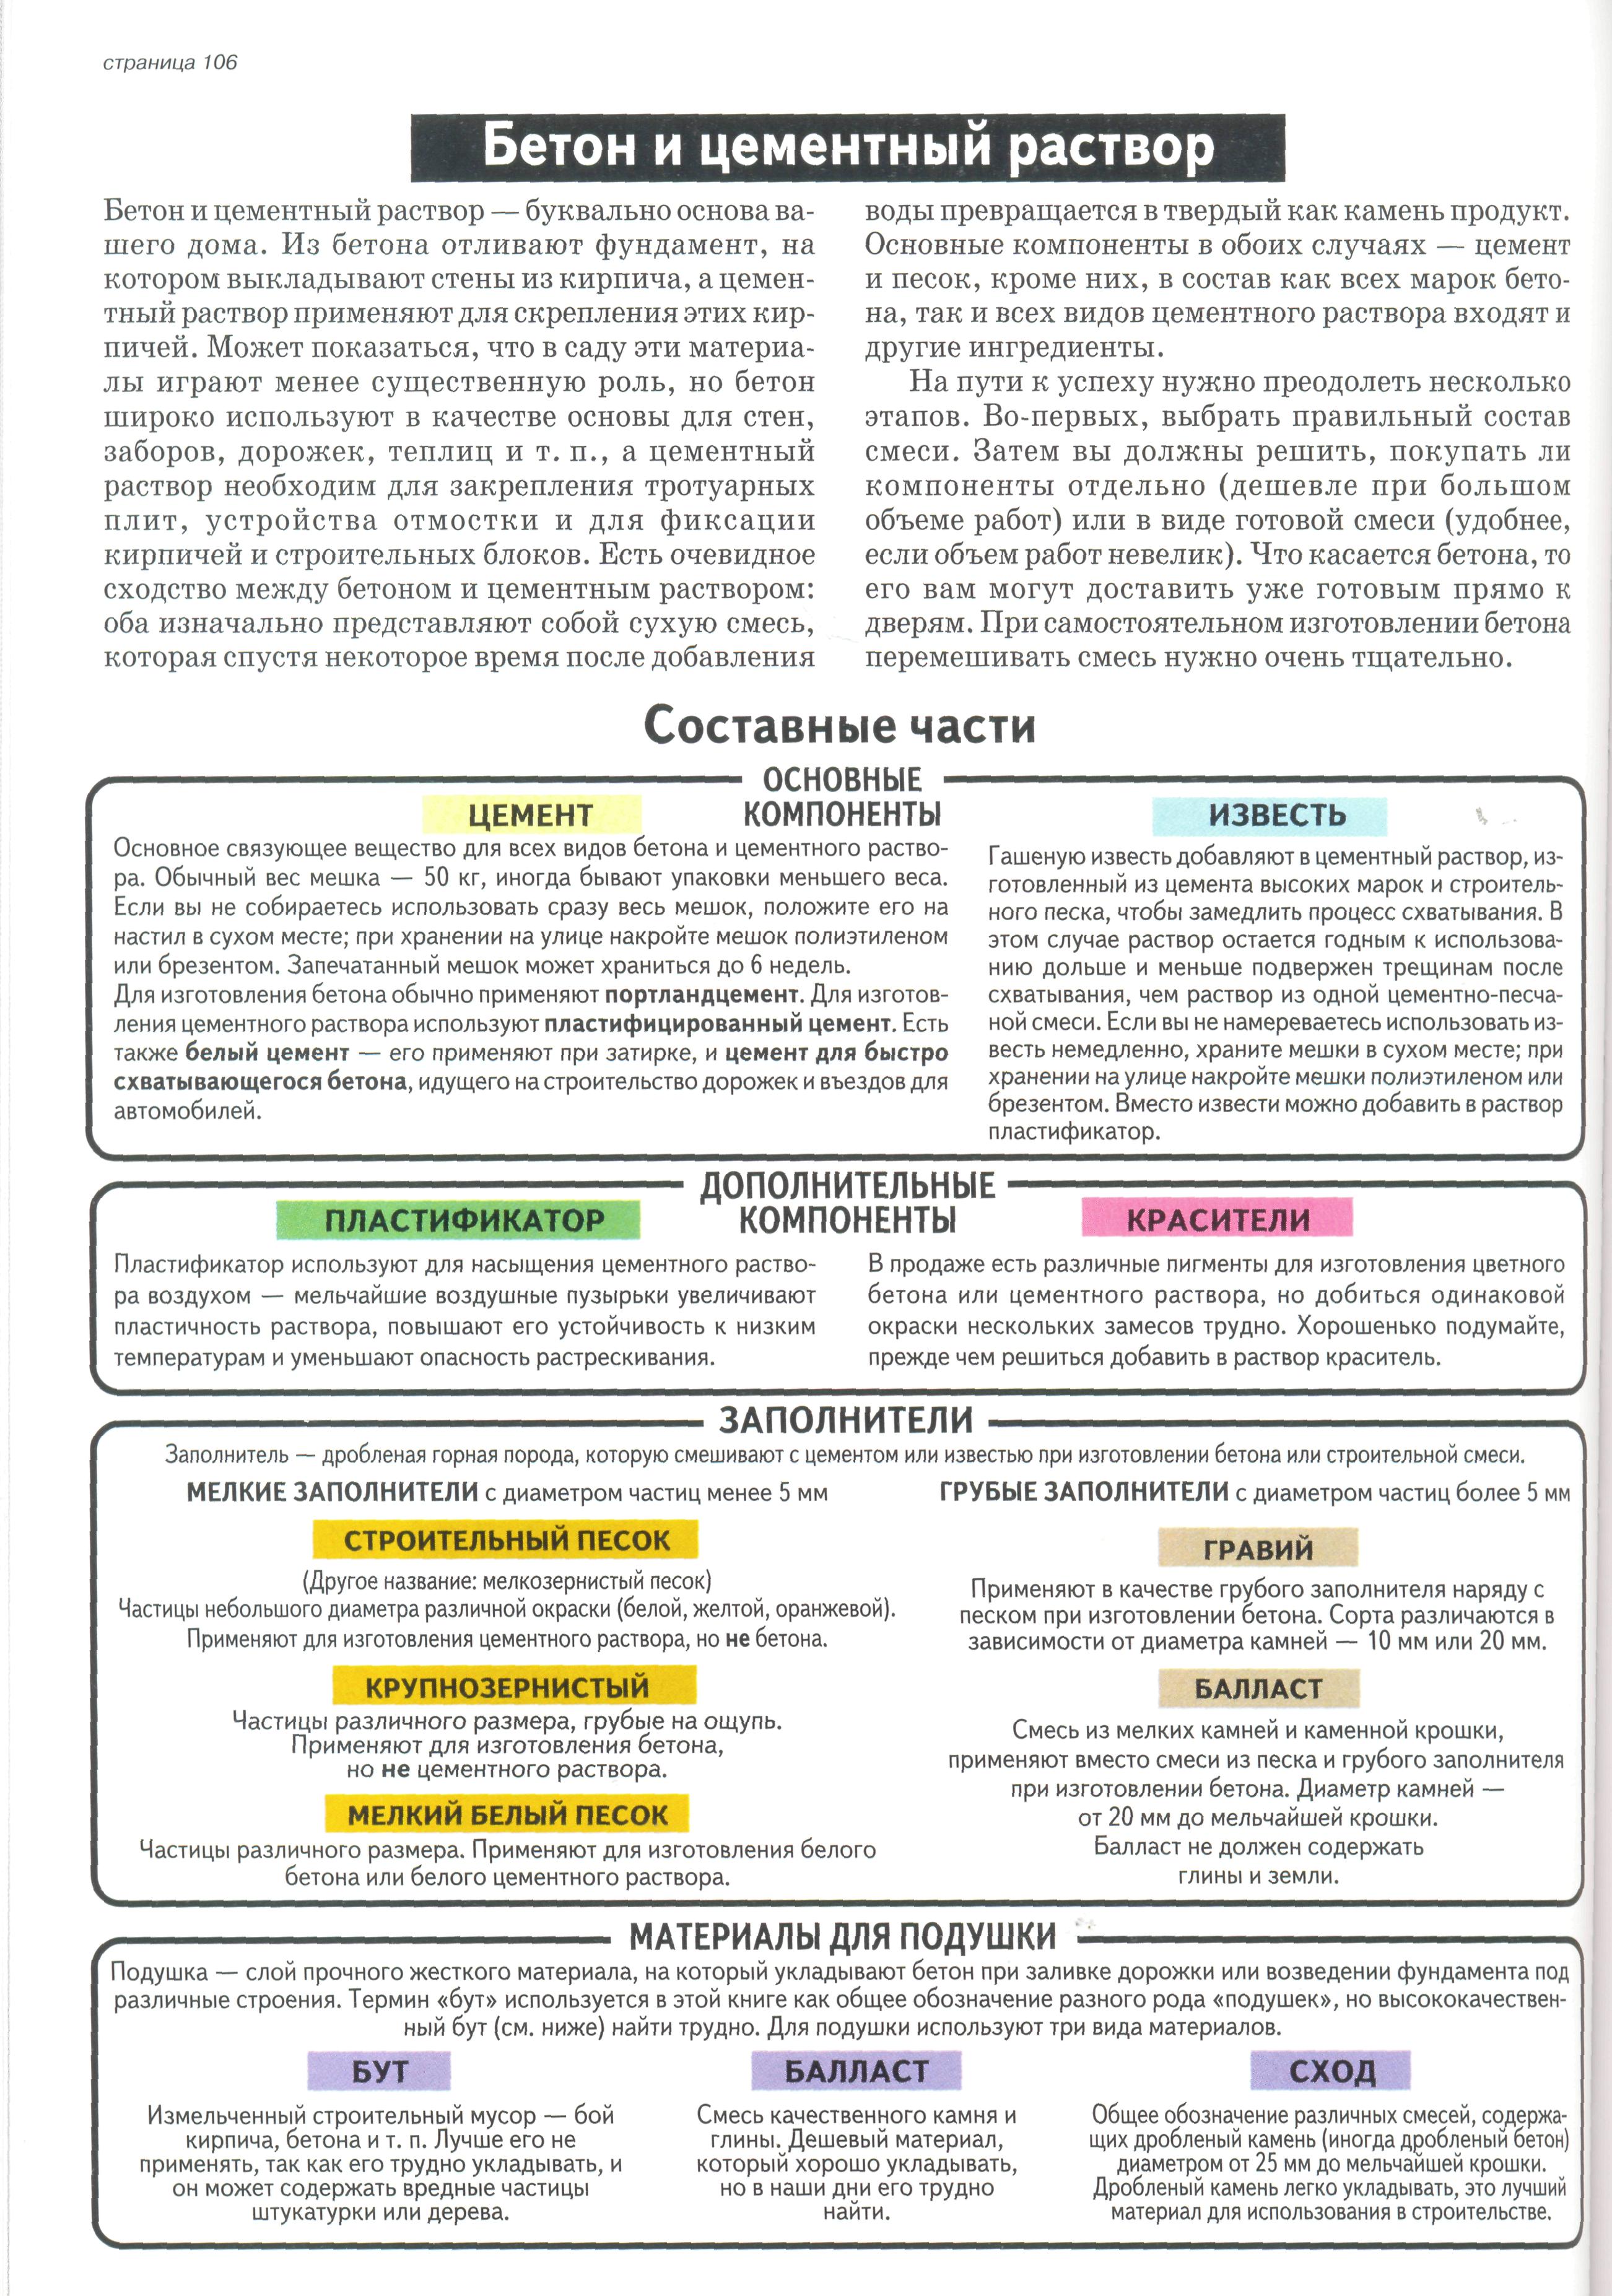 страница 106
Бетон и цементный раствор
Бетон и цементный раствор — буквально основа ва-
шего дома. Из бетона отливают фундамент, на
котором выкладывают стены из кирпича, а цемен-
тный раствор применяют для скрепления этих кир-
пичей. Может показаться, что в саду эти материа-
лы играют менее существенную роль, но бетон
широко используют в качестве основы для стен,
заборов, дорожек, теплиц и т. п., а цементный
раствор необходим для закрепления тротуарных
плит, устройства отмостки и для фиксации
кирпичей и строительных блоков. Есть очевидное
сходство между бетоном и цементным раствором:
оба изначально представляют собой сухую смесь,
которая спустя некоторое время после добавления
воды превращается в твердый как камень продукт.
Основные компоненты в обоих случаях — цемент
и песок, кроме них, в состав как всех марок бето-
на, так и всех видов цементного раствора входят и
другие ингредиенты.
На пути к успеху нужно преодолеть несколько
этапов. Во-первых, выбрать правильный состав
смеси. Затем вы должны решить, покупать ли
компоненты отдельно (дешевле при большом
объеме работ) или в виде готовой смеси (удобнее,
если объем работ невелик). Что касается бетона, то
его вам могут доставить уже готовым прямо к
дверям. При самостоятельном изготовлении бетона
перемешивать смесь нужно очень тщательно.
Составные части
ОСНОВНЫЕ
КОМПОНЕНТЫ
ЦЕМЕНТ
Основное связующее вещество для всех видов бетона и цементного раство-
ра. Обычный вес мешка — 50 кг, иногда бывают упаковки меньшего веса.
Если вы не собираетесь использовать сразу весь мешок, положите его на
настил в сухом месте; при хранении на улице накройте мешок полиэтиленом
или брезентом. Запечатанный мешок может храниться до 6 недель.
Для изготовления бетона обычно применяют портландцемент. Для изготов-
ления цементного раствора используют пластифицированный цемент. Есть
также белый цемент — его применяют при затирке, и цемент для быстро
схватывающегося бетона, идущего на строительство дорожек и въездов для
автомобилей.
ИЗВЕСТЬ
Гашеную известь добавляют в цементный раствор, из-
готовленный из цемента высоких марок и строитель-
ного песка, чтобы замедлить процесс схватывания. В
этом случае раствор остается годным к использова-
нию дольше и меньше подвержен трещинам после
схватывания, чем раствор из одной цементно-песча-
ной смеси. Если вы не намереваетесь использовать из-
весть немедленно, храните мешки в сухом месте; при
хранении на улице накройте мешки полиэтиленом или
брезентом. Вместо извести можно добавить в раствор
пластификатор.
ДОПОЛНИТЕЛЬНЫЕ
КОМПОНЕНТЫ
ПЛАСТИФИКАТОР
Пластификатор используют для насыщения цементного раство-
ра воздухом — мельчайшие воздушные пузырьки увеличивают
пластичность раствора, повышают его устойчивость к низким
температурам и уменьшают опасность растрескивания.
КРАСИТЕЛИ
В продаже есть различные пигменты для изготовления цветного
бетона или цементного раствора, но добиться одинаковой
окраски нескольких замесов трудно. Хорошенько подумайте,
прежде чем решиться добавить в раствор краситель.
ЗАПОЛНИТЕЛИ
Заполнитель — дробленая горная порода, которую смешивают с цементом или известью при изготовлении бетона или строительной смеси.
МЕЛКИЕ ЗАПОЛНИТЕЛИ с диаметром частиц менее 5 мм
СТРОИТЕЛЬНЫЙ ПЕСОК
(Другое название: мелкозернистый песок)
Частицы небольшого диаметра различной окраски (белой, желтой, оранжевой).
Применяют для изготовления цементного раствора, но не бетона.
КРУПНОЗЕРНИСТЫЙ
Частицы различного размера, грубые на ощупь.
Применяют для изготовления бетона,
но не цементного раствора.
МЕЛКИЙ БЕЛЫЙ ПЕСОК
Частицы различного размера. Применяют для изготовления белого
бетона или белого цементного раствора.
ГРУБЫЕ ЗАПОЛНИТЕЛИ с диаметром частиц более 5 мм
ГРАВИЙ
Применяют в качестве грубого заполнителя наряду с
песком при изготовлении бетона. Сорта различаются в
зависимости от диаметра камней — 10 мм или 20 мм.
БАЛЛАСТ
Смесь из мелких камней и каменной крошки,
применяют вместо смеси из песка и грубого заполнителя
при изготовлении бетона. Диаметр камней —
от 20 мм до мельчайшей крошки.
Балласт не должен содержать
глины и земли.
МАТЕРИАЛЫ ДЛЯ ПОДУШКИ
Подушка — слой прочного жесткого материала, на который укладывают бетон при заливке дорожки или возведении фундамента под
различные строения. Термин «бут» используется в этой книге как общее обозначение разного рода «подушек», но высококачествен-
ный бут (см. ниже) найти трудно. Для подушки используют три вида материалов.
БУТ
Измельченный строительный мусор — бой
кирпича, бетона и т. п. Лучше его не
применять, так как его трудно укладывать, и
он может содержать вредные частицы
штукатурки или дерева.
БАЛЛАСТ
Смесь качественного камня и
глины. Дешевый материал,
который хорошо укладывать,
но в наши дни его трудно
найти.
СХОД
Общее обозначение различных смесей, содержа-
щих дробленый камень (иногда дробленый бетон)
диаметром от 25 мм до мельчайшей крошки.
Дробленый камень легко укладывать, это лучший
материал для использования в строительстве.